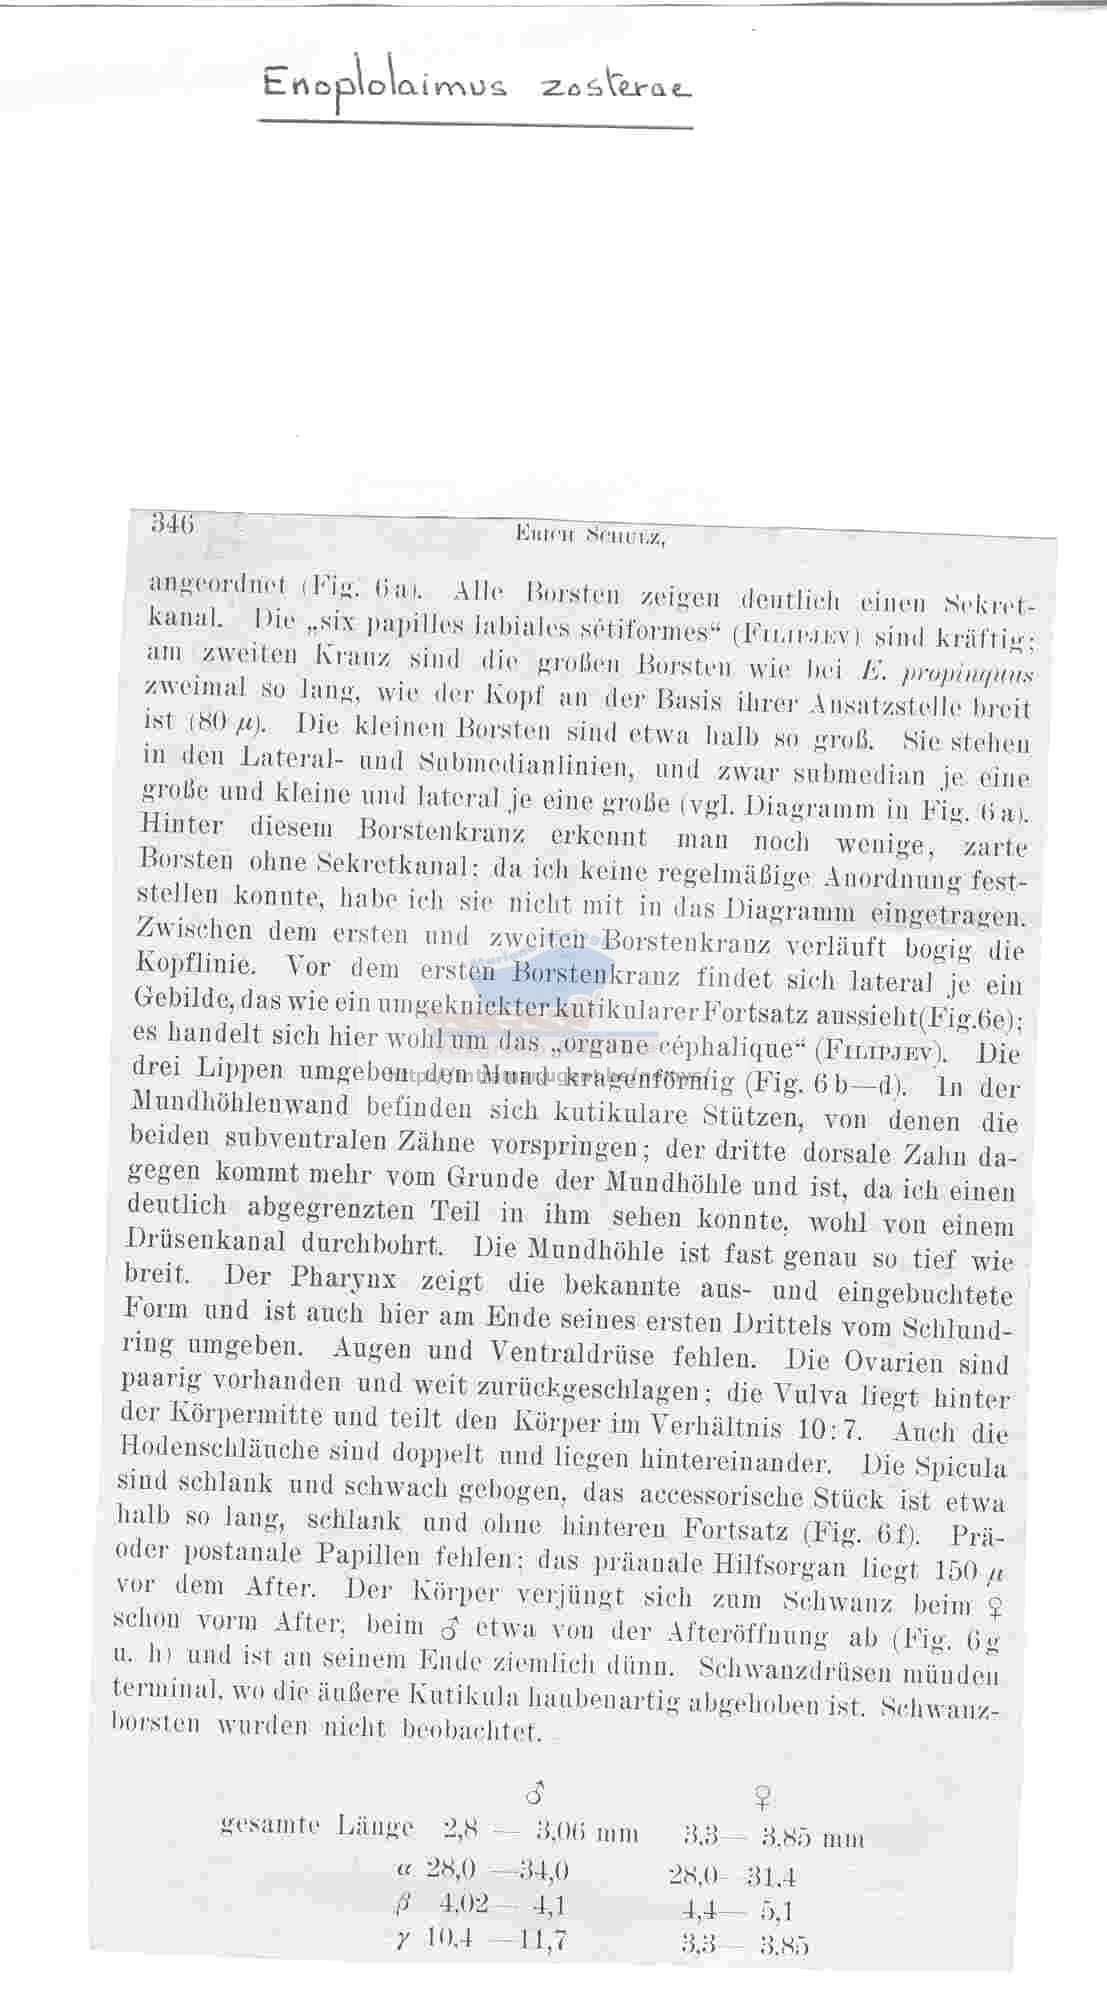 Enoplolaimus zosterae
346
ERICH SCHULZ,
angeordnet (Fig. 6a). Alle Borsten zeigen deutlich einen Sekret-
kanal. Die „six papilles labiales sétiformes“ (FILIPJEV) sind kräftig;
am zweiten Kranz sind die großen Borsten wie bei E. propinquus
zweimal so lang, wie der Kopf an der Basis ihrer Ansatzstelle breit
ist (80 μ). Die kleinen Borsten sind etwa halb so groß. Sie stehen
in den Lateral- und Submedianlinien, und zwar submedian je eine
große und kleine und lateral je eine große (vgl. Diagramm in Fig. 6a).
Hinter diesem Borstenkranz erkennt man noch wenige, zarte
Borsten ohne Sekretkanal; da ich keine regelmäßige Anordnung fest-
stellen konnte, habe ich sie nicht mit in das Diagramm eingetragen.
Zwischen dem ersten und zweiten Borstenkranz verläuft bogig die
Kopflinie. Vor dem ersten Borstenkranz findet sich lateral je ein
Gebilde, das wie ein umgeknickter kutikularer Fortsatz aussieht (Fig. 6e);
es handelt sich hier wohl um das „organe céphalique“ (FILIPJEV). Die
drei Lippen umgeben den Mund kragenförmig (Fig. 6b—d). In der
Mundhöhlenwand befinden sich kutikulare Stützen, von denen die
beiden subventralen Zähne vorspringen; der dritte dorsale Zahn da-
gegen kommt mehr vom Grunde der Mundhöhle und ist, da ich einen
deutlich abgegrenzten Teil in ihm sehen konnte, wohl von einem
Drüsenkanal durchbohrt. Die Mundhöhle ist fast genau so tief wie
breit. Der Pharynx zeigt die bekannte aus- und eingebuchtete
Form und ist auch hier am Ende seines ersten Drittels vom Schlund-
ring umgeben. Augen und Ventraldrüse fehlen. Die Ovarien sind
paarig vorhanden und weit zurückgeschlagen; die Vulva liegt hinter
der Körpermitte und teilt den Körper im Verhältnis 10:7. Auch die
Hodenschläuche sind doppelt und liegen hintereinander. Die Spicula
sind schlank und schwach gebogen, das accessorische Stück ist etwa
halb so lang, schlank und ohne hinteren Fortsatz (Fig. 6f). Prä-
oder postanale Papillen fehlen; das präanale Hilfsorgan liegt 150 μ
vor dem After. Der Körper verjüngt sich zum Schwanz beim ♀
schon vorm After, beim ♂ etwa von der Afteröffnung ab (Fig. 6g
u. h) und ist an seinem Ende ziemlich dünn. Schwanzdrüsen münden
terminal, wo die äußere Kutikula haubenartig abgehoben ist. Schwanz-
borsten wurden nicht beobachtet.
♂ ♀
gesamte Länge 2,8 — 3,06 mm 3,3— 3,85 mm
α 28,0 —34,0 28,0- 31,4
β 4,02— 4,1 4,4— 5,1
γ 10,4 —11,7 3,3— 3,85